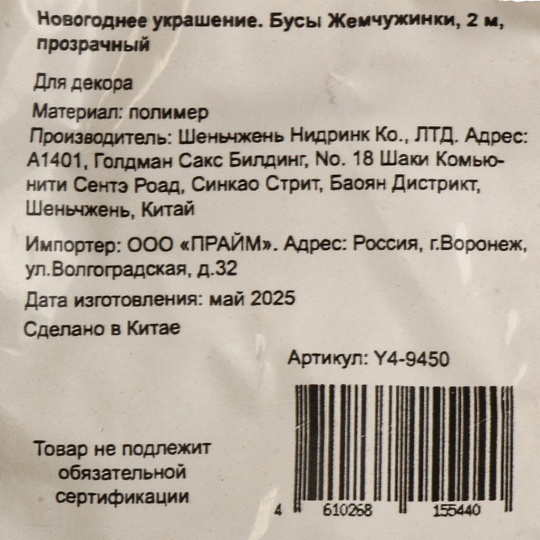 Новогоднее украшение. Бусы Жемчужинки, 2 м,
прозрачный
Для декора
Материал: полимер
Производитель: Шеньчжень Нидринк Ко., ЛТД. Адрес:
А1401, Голдман Сакс Билдинг, No. 18 Шаки Комью-
нити Сентэ Роад, Синкао Стрит, Баоян Дистрикт,
Шеньчжень, Китай
Импортер: ООО «ПРАЙМ». Адрес: Россия, г.Воронеж,
ул.Волгоградская, д.32
Дата изготовления: май 2025
Сделано в Китае
Артикул: Y4-9450
Товар не подлежит
обязательной
сертификации
4 610268 155440